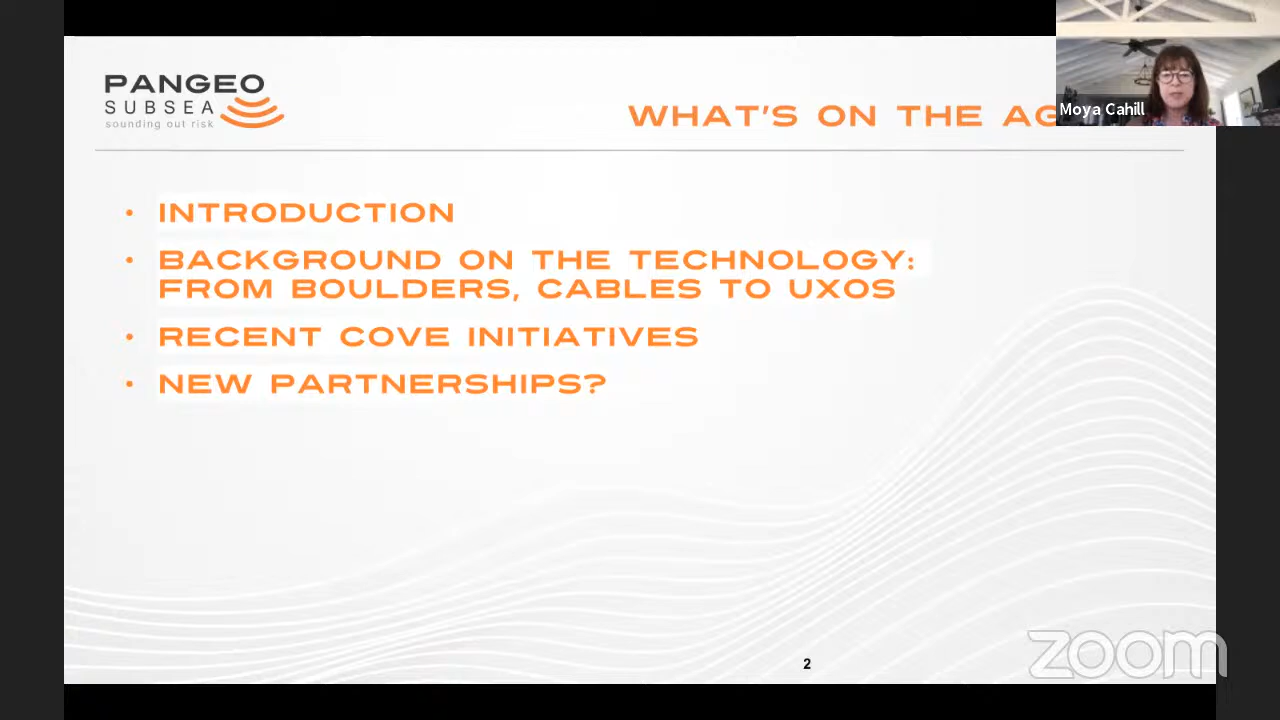 PANGEO
SUBSEA
sounding out risk
WHAT'S ON THE AG
Moya Cahill
• INTRODUCTION
• BACKGROUND ON THE TECHNOLOGY:
FROM BOULDERS, CABLES TO UXOS
• RECENT COVE INITIATIVES
• NEW PARTNERSHIPS?
2
zoom